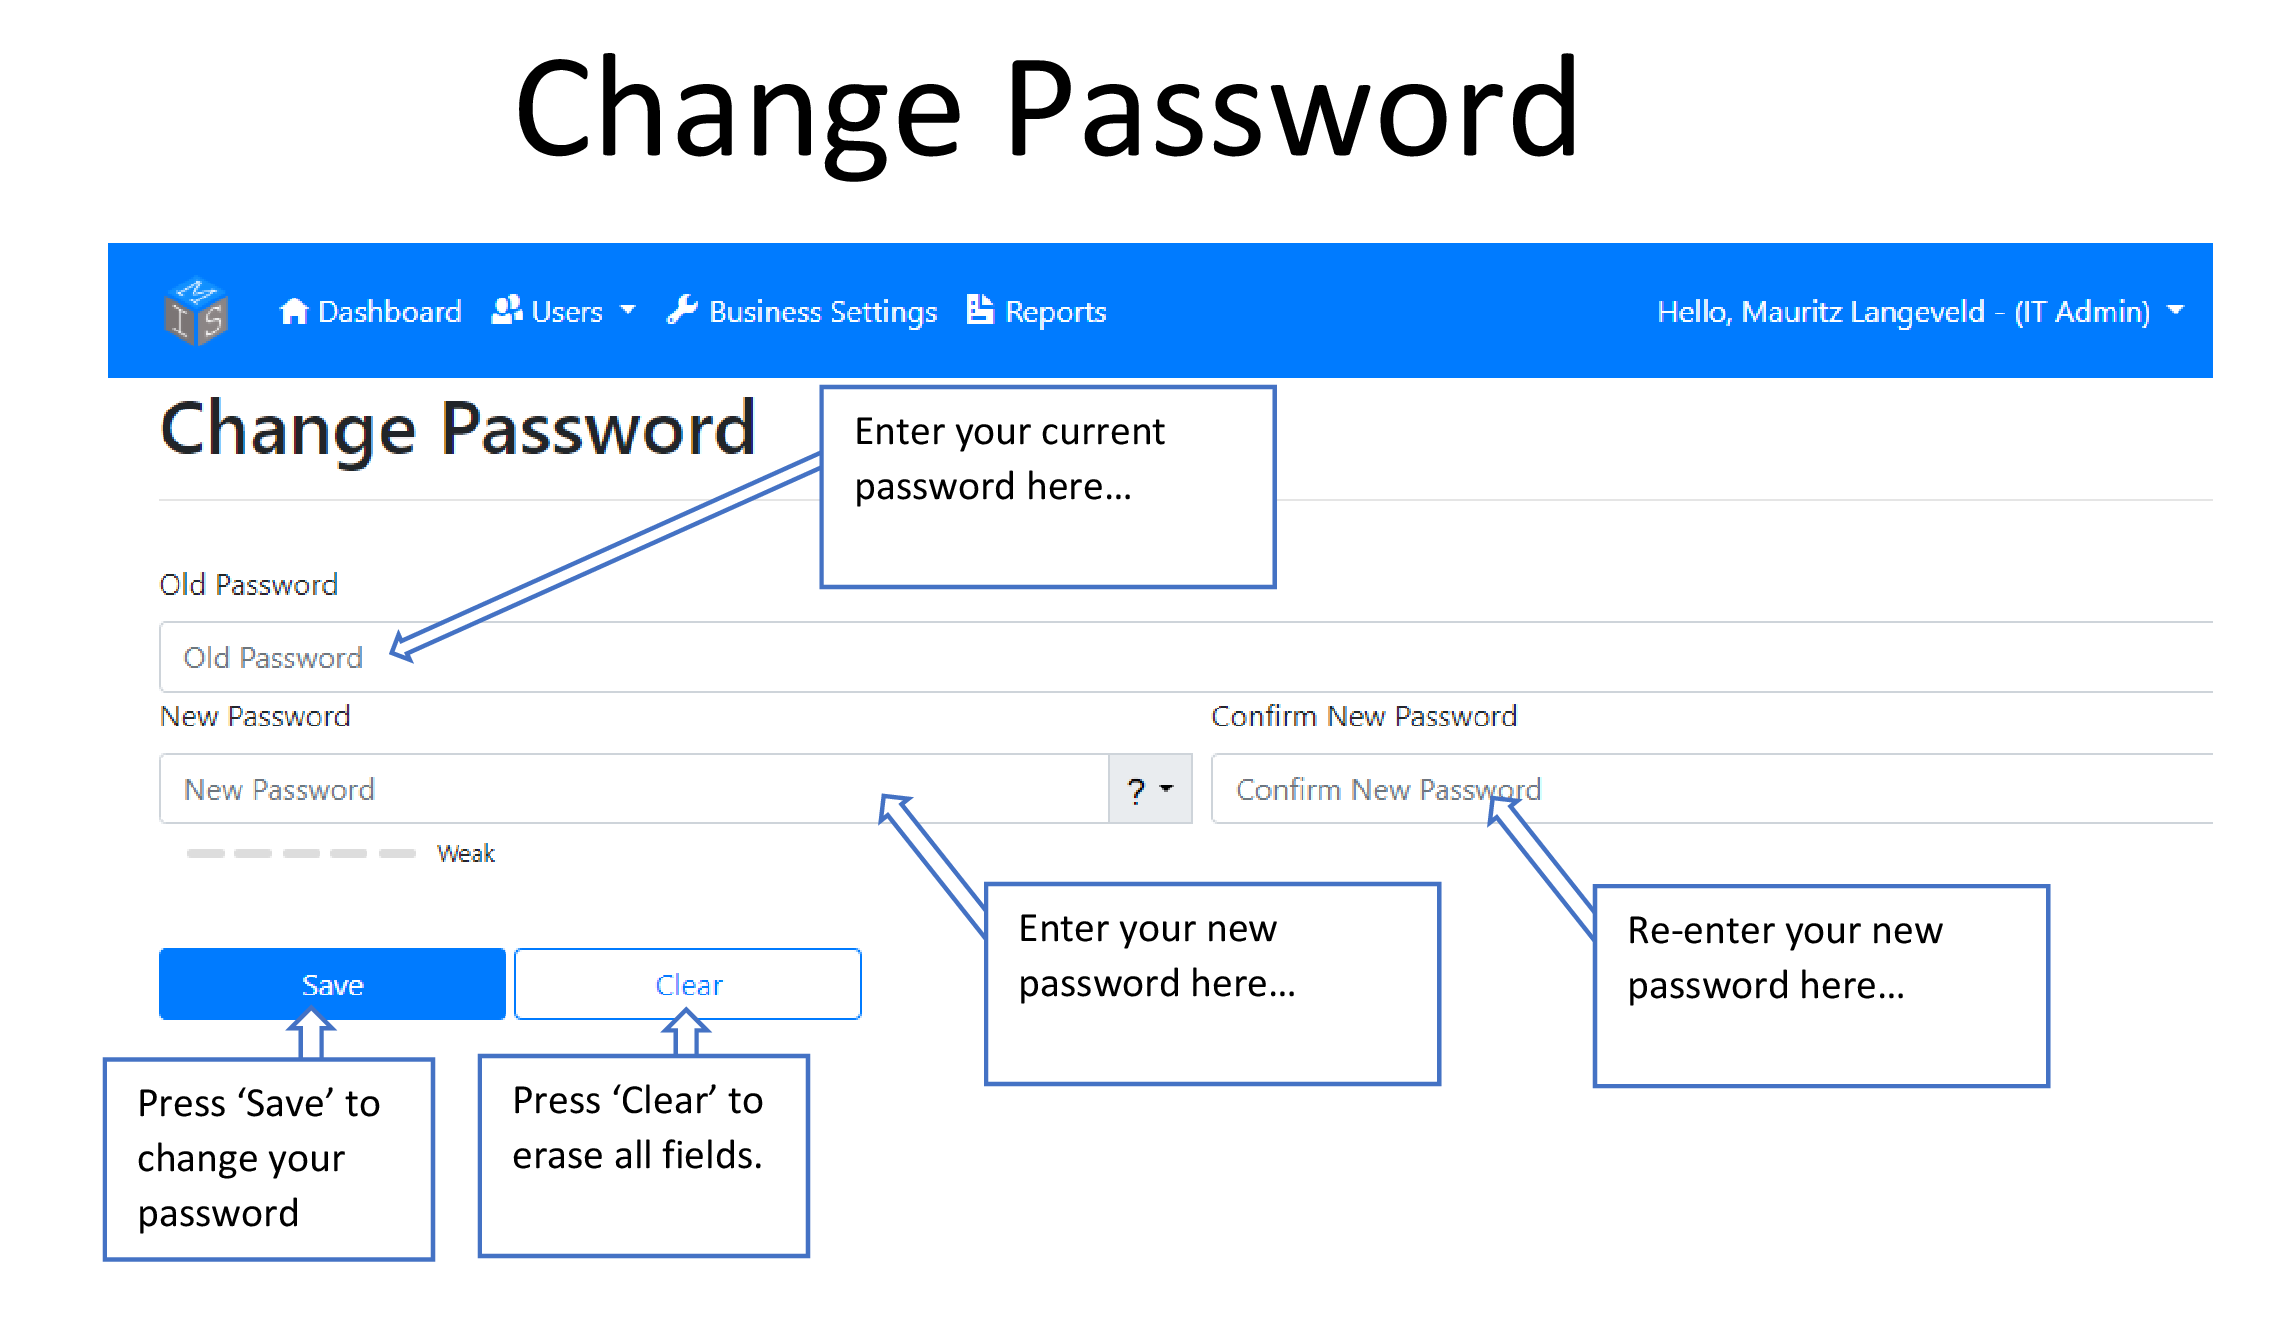 Change Password
MIS
Dashboard Users Business Settings Reports Hello, Mauritz Langeveld - (IT Admin)
Change Password
Enter your current
password here...
Old Password
Old Password
New Password Confirm New Password
New Password ? Confirm New Password
Weak
Enter your new
password here...
Re-enter your new
password here...
Save Clear
Press ‘Save’ to
change your
password
Press ‘Clear’ to
erase all fields.